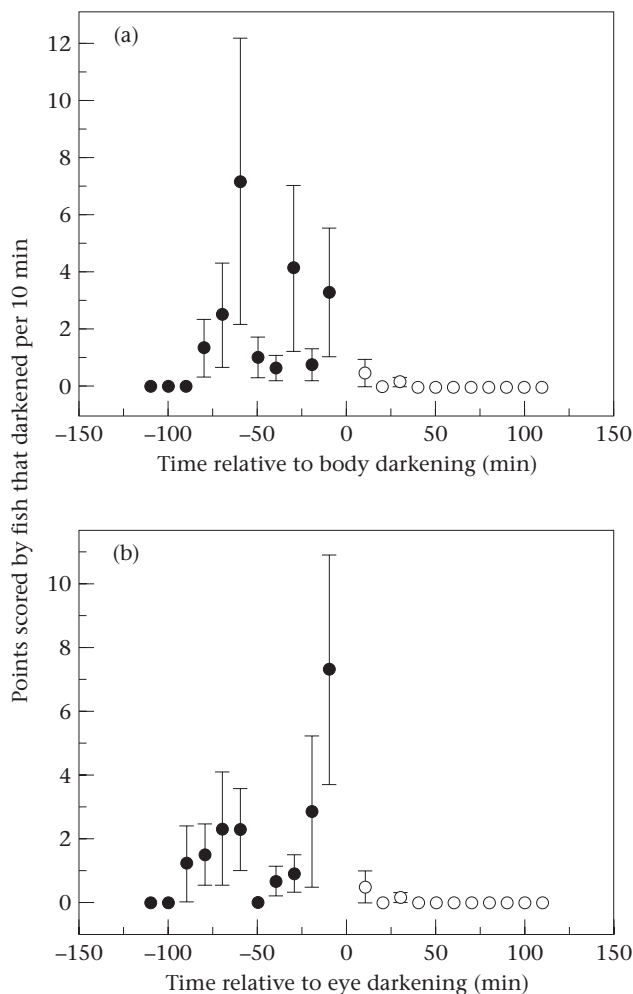 Points scored by fish that darkened per 10 min
(a)
12
10
8
6
4
2
0
−150 −100 −50 0 50 100 150
Time relative to body darkening (min)
(b)
10
8
6
4
2
0
−150 −100 −50 0 50 100 150
Time relative to eye darkening (min)